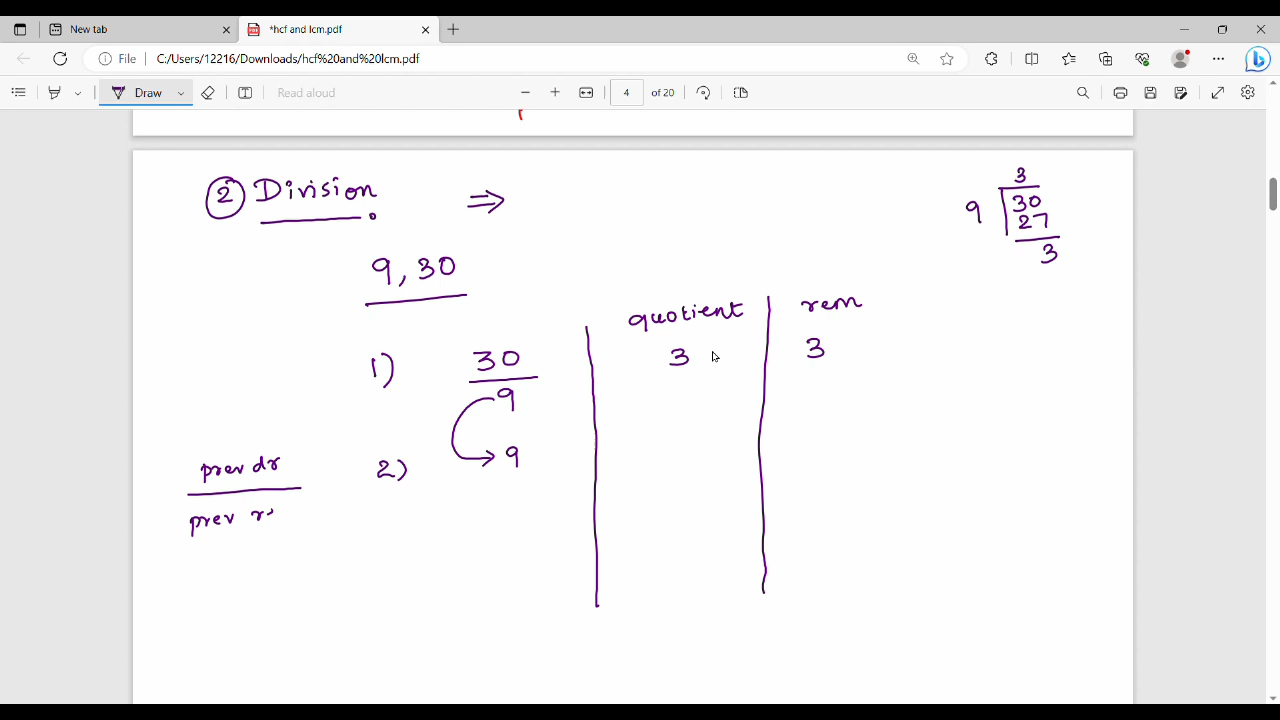 New tab
*hcf and lcm.pdf
File
C:/Users/12216/Downloads/hcf%20and%20lcm.pdf
Draw
Read aloud
4 of 20
② Division ⇒
3
9 30
27
3
9, 30
quotient rem
1) 30 3 3
9
2) 9
prev dr
prev r